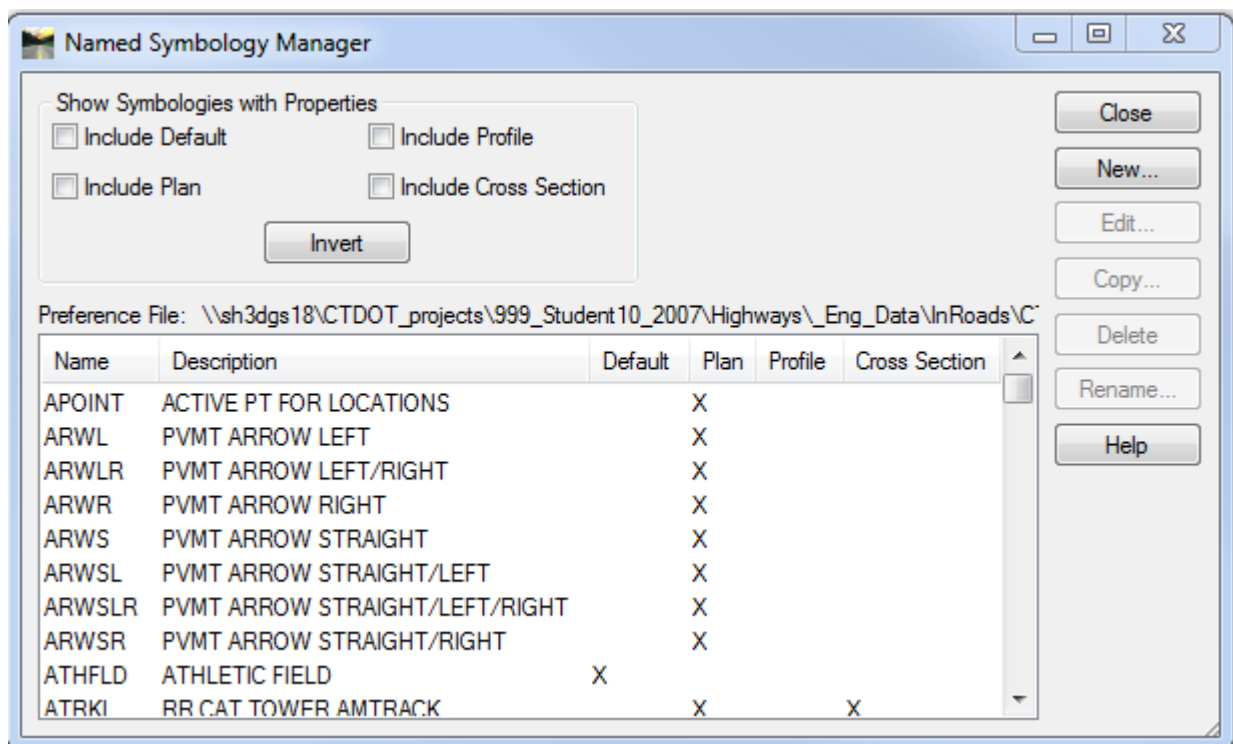 Named Symbology Manager
Show Symbologies with Properties
Include Default Include Profile
Include Plan Include Cross Section
Invert
Close
New...
Edit...
Copy...
Delete
Rename...
Help
Preference File: \\sh3dgs18\CTDOT_projects\999_Student10_2007\Highways\_Eng_Data\InRoads\C
Name Description Default Plan Profile Cross Section
APOINT ACTIVE PT FOR LOCATIONS X
ARWL PVMT ARROW LEFT X
ARWLR PVMT ARROW LEFT/RIGHT X
ARWR PVMT ARROW RIGHT X
ARWS PVMT ARROW STRAIGHT X
ARWSL PVMT ARROW STRAIGHT/LEFT X
ARWSLR PVMT ARROW STRAIGHT/LEFT/RIGHT X
ARWSR PVMT ARROW STRAIGHT/RIGHT X
ATHFLD ATHLETIC FIELD X
RR CAT TOWER AMTRACK X X